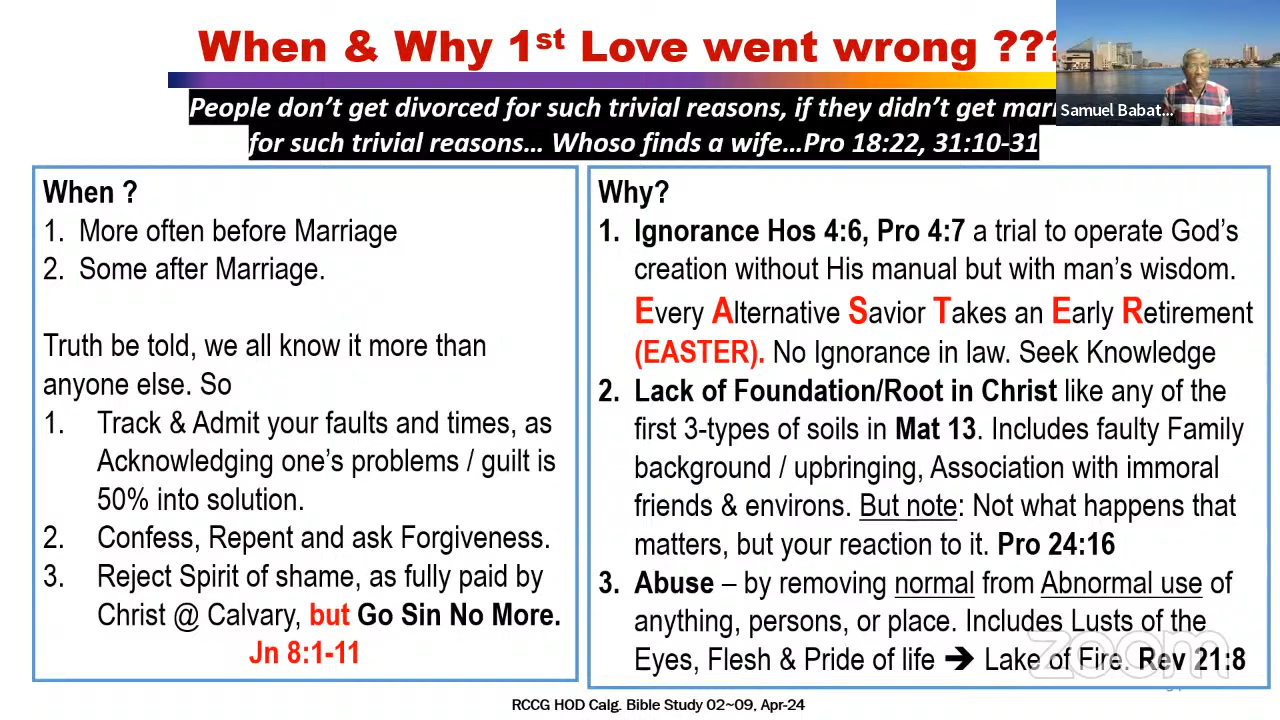 When & Why 1st Love went wrong ???
People don't get divorced for such trivial reasons, if they didn't get mar
for such trivial reasons… Whoso finds a wife…Pro 18:22, 31:10-31
Samuel Babat...
When ?
1. More often before Marriage
2. Some after Marriage.
Truth be told, we all know it more than
anyone else. So
1. Track & Admit your faults and times, as
Acknowledging one's problems / guilt is
50% into solution.
2. Confess, Repent and ask Forgiveness.
3. Reject Spirit of shame, as fully paid by
Christ @ Calvary, but Go Sin No More.
Jn 8:1-11
Why?
1. Ignorance Hos 4:6, Pro 4:7 a trial to operate God's
creation without His manual but with man's wisdom.
Every Alternative Savior Takes an Early Retirement
(EASTER). No Ignorance in law. Seek Knowledge
2. Lack of Foundation/Root in Christ like any of the
first 3-types of soils in Mat 13. Includes faulty Family
background / upbringing, Association with immoral
friends & environs. But note: Not what happens that
matters, but your reaction to it. Pro 24:16
3. Abuse – by removing normal from Abnormal use of
anything, persons, or place. Includes Lusts of the
Eyes, Flesh & Pride of life ➔ Lake of Fire. Rev 21:8
zoom
RCCG HOD Calg. Bible Study 02~09, Apr-24